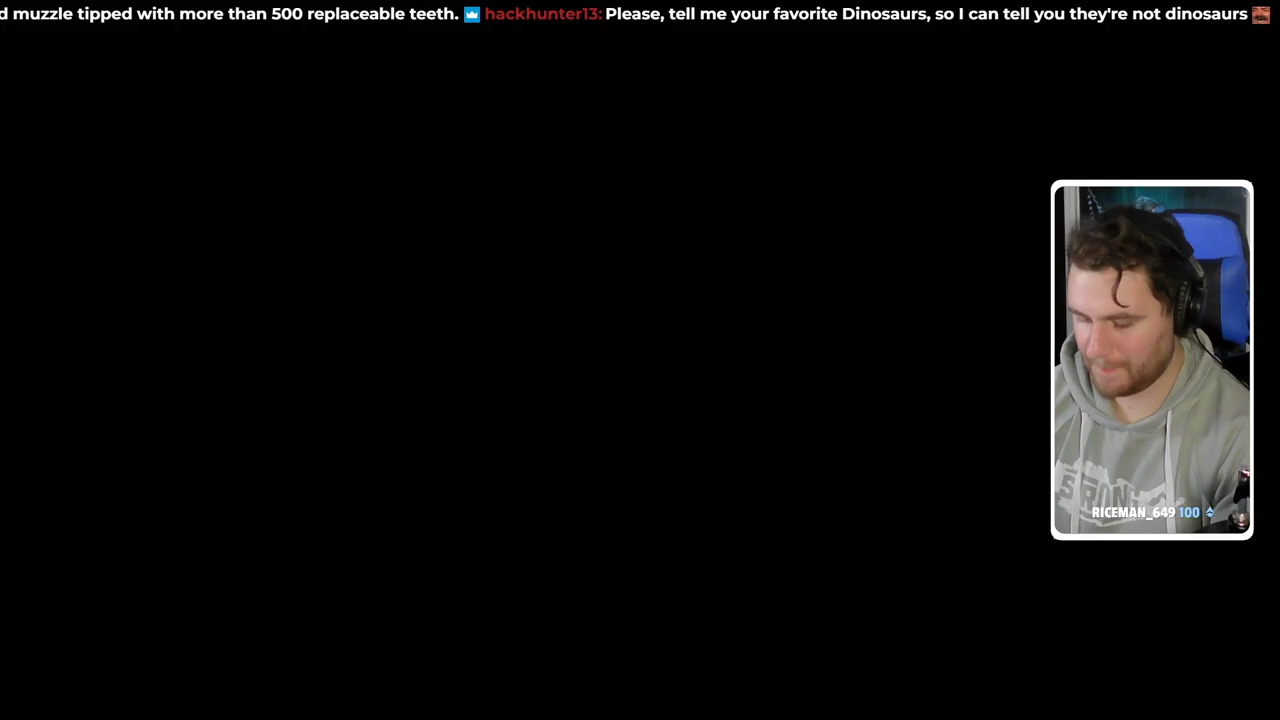 d muzzle tipped with more than 500 replaceable teeth. hackhunter13: Please, tell me your favorite Dinosaurs, so I can tell you they're not dinosaurs
STRONG
RICEMAN_649 100